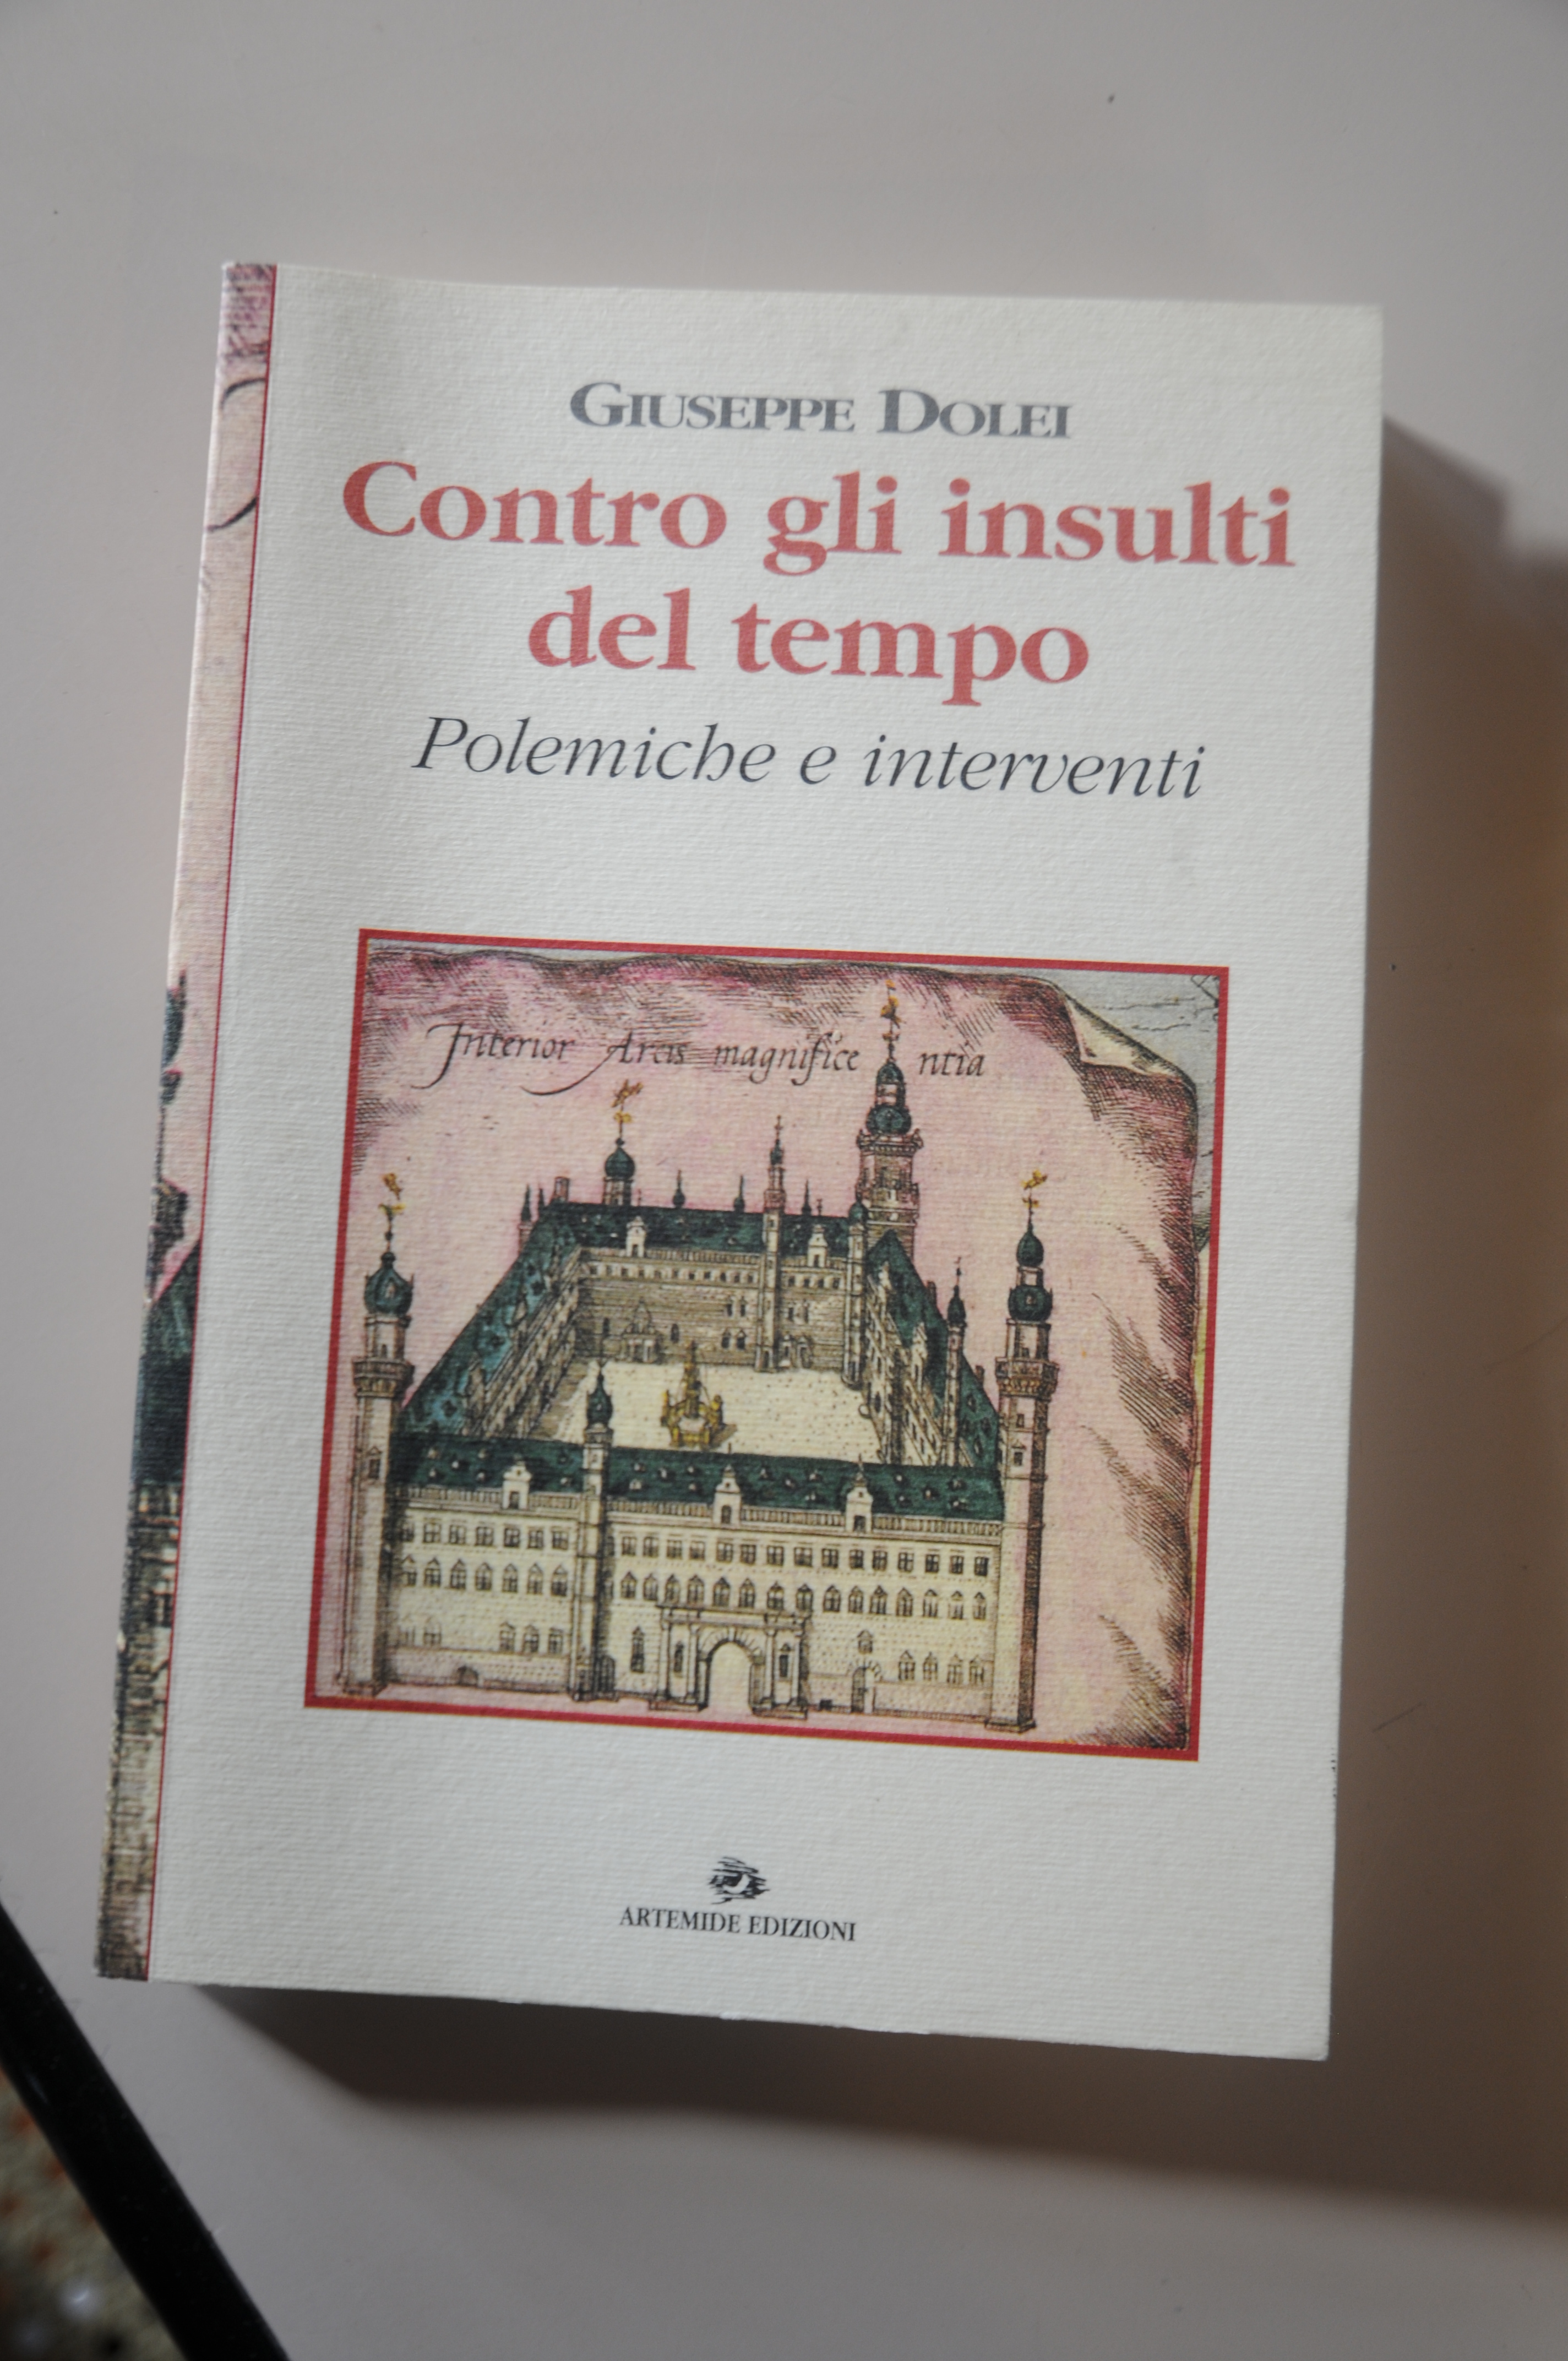 GIUSEPPE DOLEI
Contro gli insulti
del tempo
Polemiche e interventi
Interior Arcis magnifice ntia
ARTEMIDE EDIZIONI